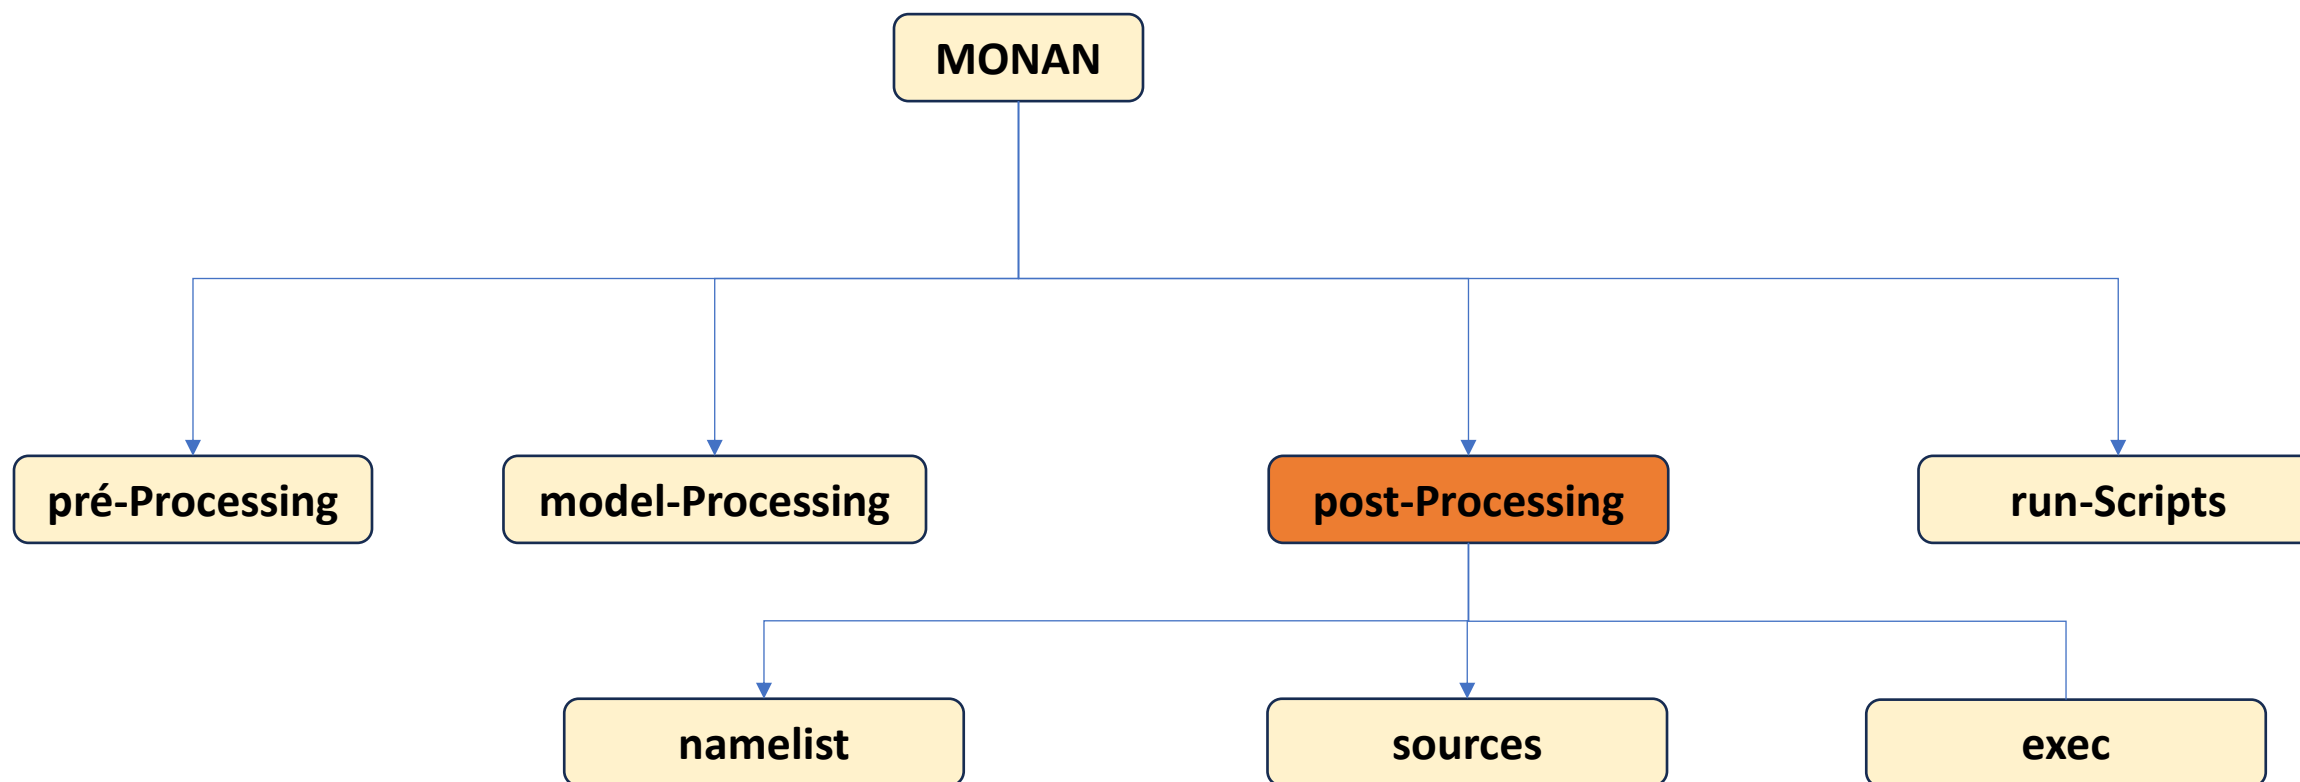 MONAN
pré-Processing
model-Processing
post-Processing
run-Scripts
namelist
sources
exec